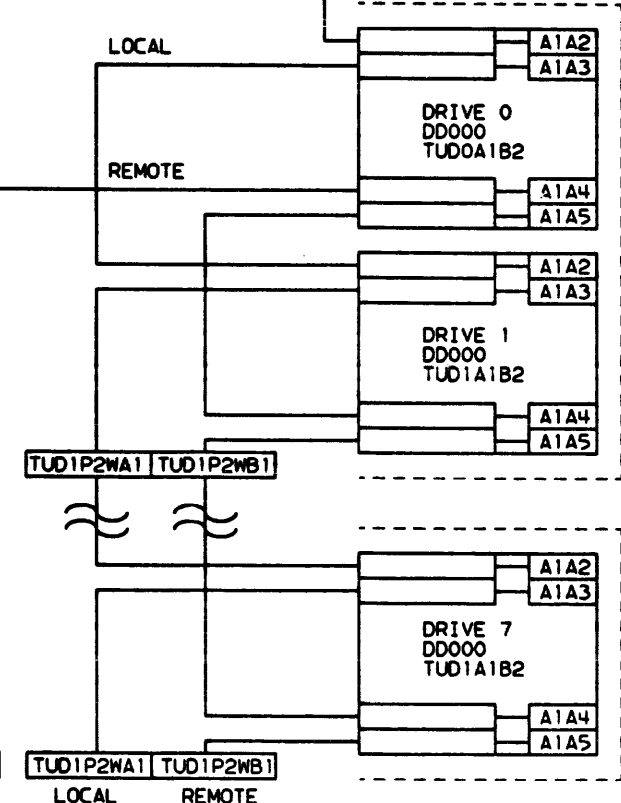 A1A2
LOCAL
A1A3
DRIVE 0
DD000
TUD0A1B2
REMOTE
A1A4
A1A5
A1A2
A1A3
DRIVE 1
DD000
TUD1A1B2
A1A4
A1A5
TUD1P2WA1 TUD1P2WB1
A1A2
A1A3
DRIVE 7
DD000
TUD1A1B2
A1A4
A1A5
TUD1P2WA1 TUD1P2WB1
LOCAL REMOTE